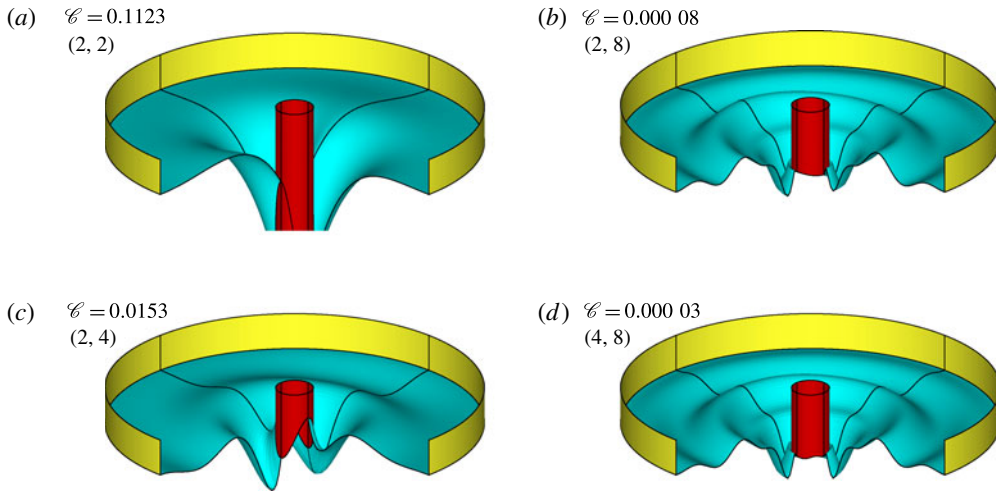 (a) 𝒞 = 0.1123
(2, 2)
(b) 𝒞 = 0.000 08
(2, 8)
(c) 𝒞 = 0.0153
(2, 4)
(d) 𝒞 = 0.000 03
(4, 8)